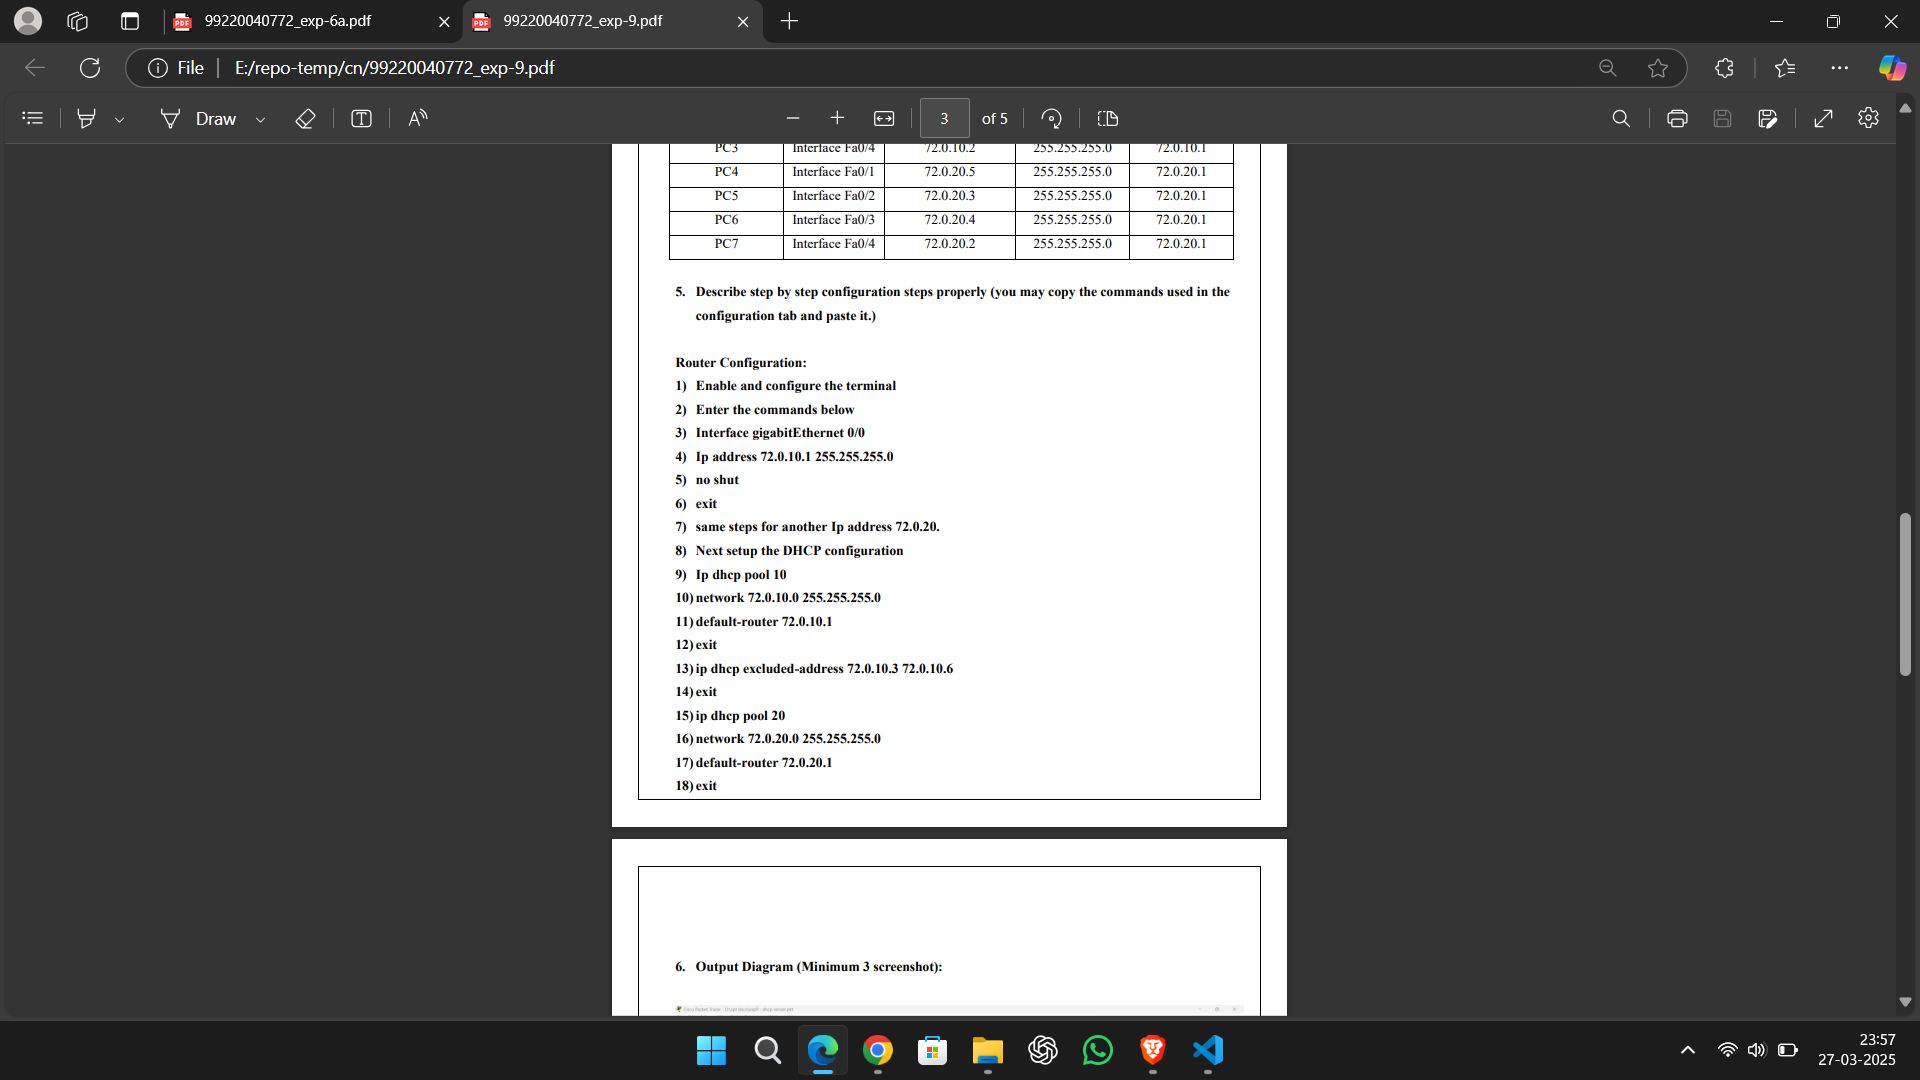 99220040772_exp-6a.pdf
99220040772_exp-9.pdf
File
E:/repo-temp/cn/99220040772_exp-9.pdf
Draw
3
of 5
PC3 Interface Fa0/4 72.0.10.2 255.255.255.0 72.0.10.1
PC4 Interface Fa0/1 72.0.20.5 255.255.255.0 72.0.20.1
PC5 Interface Fa0/2 72.0.20.3 255.255.255.0 72.0.20.1
PC6 Interface Fa0/3 72.0.20.4 255.255.255.0 72.0.20.1
PC7 Interface Fa0/4 72.0.20.2 255.255.255.0 72.0.20.1
5. Describe step by step configuration steps properly (you may copy the commands used in the
configuration tab and paste it.)
Router Configuration:
1) Enable and configure the terminal
2) Enter the commands below
3) Interface gigabitEthernet 0/0
4) Ip address 72.0.10.1 255.255.255.0
5) no shut
6) exit
7) same steps for another Ip address 72.0.20.
8) Next setup the DHCP configuration
9) Ip dhcp pool 10
10) network 72.0.10.0 255.255.255.0
11) default-router 72.0.10.1
12) exit
13) ip dhcp excluded-address 72.0.10.3 72.0.10.6
14) exit
15) ip dhcp pool 20
16) network 72.0.20.0 255.255.255.0
17) default-router 72.0.20.1
18) exit
6. Output Diagram (Minimum 3 screenshot):
23:57
27-03-2025